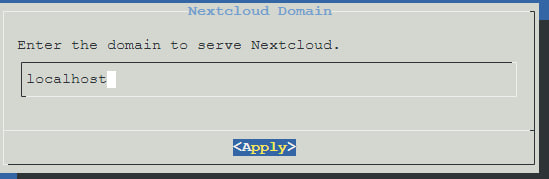 Nextcloud Domain
Enter the domain to serve Nextcloud.
localhost
<Apply>